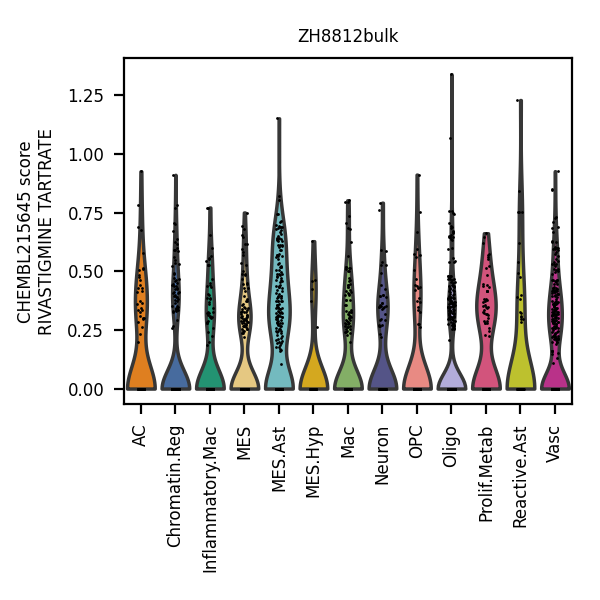 ZH8812bulk
CHEMBL215645 score
RIVASTIGMINE TARTRATE
1.25
1.00
0.75
0.50
0.25
0.00
AC
Chromatin.Reg
Inflammatory.Mac
MES
MES.Ast
MES.Hyp
Mac
Neuron
OPC
Oligo
Prolif.Metab
Reactive.Ast
Vasc